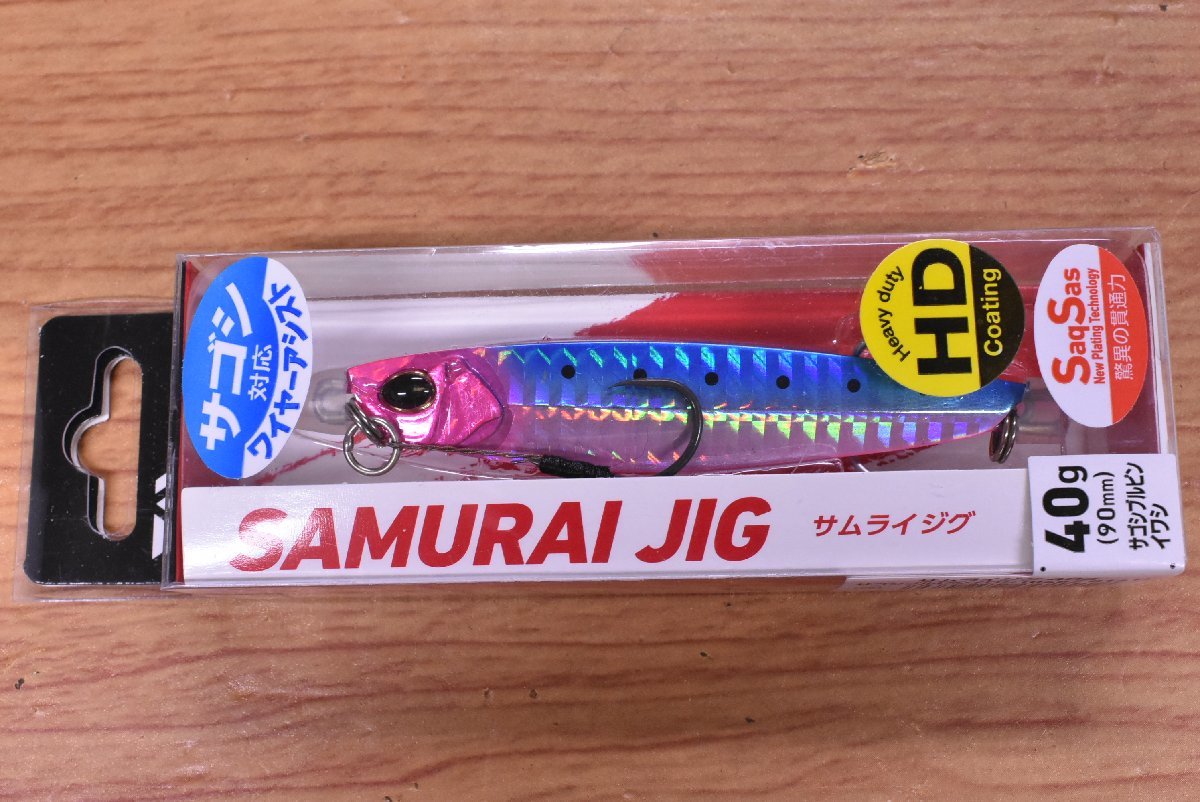 サゴシ
対応
ワイヤーアシスト
Heavy duty
HD
Coating
SaqSas
New Plating Technology
驚異の貫通力
SAMURAI JIG
サムライジグ
40g
(90mm)
サゴシブルピン
イワシ